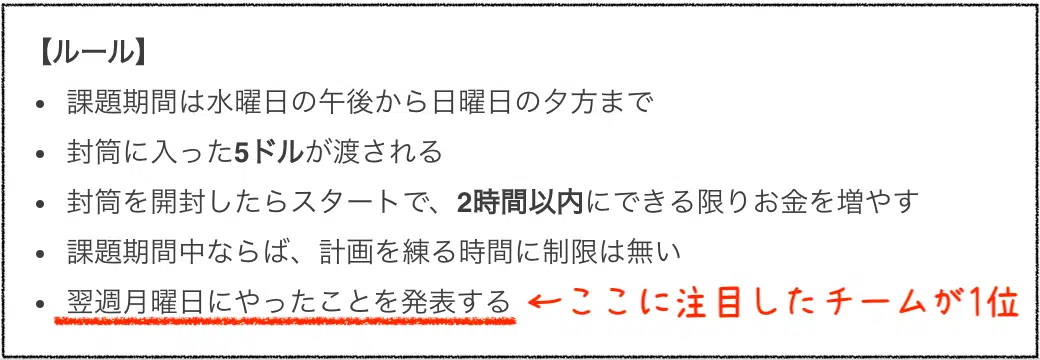 【ルール】
• 課題期間は水曜日の午後から日曜日の夕方まで
• 封筒に入った5ドルが渡される
• 封筒を開封したらスタートで、2時間以内にできる限りお金を増やす
• 課題期間中ならば、計画を練る時間に制限は無い
• 翌週月曜日にやったことを発表する ←ここに注目したチームが1位